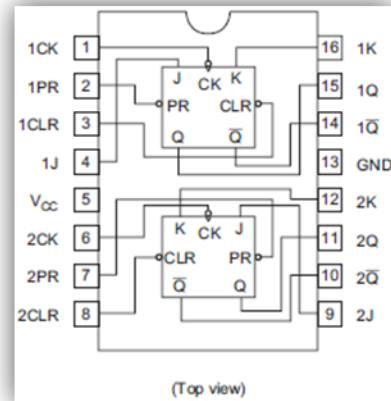 1CK 1 16 1K
J CK K
1PR 2 PR CLR 15 1Q
1CLR 3 Q Q̅ 14 1Q̅
1J 4 13 GND
VCC 5 12 2K
K CK J
2CK 6 11 2Q
CLR PR
2PR 7 10 2Q̅
Q̅ Q
2CLR 8 9 2J
(Top view)